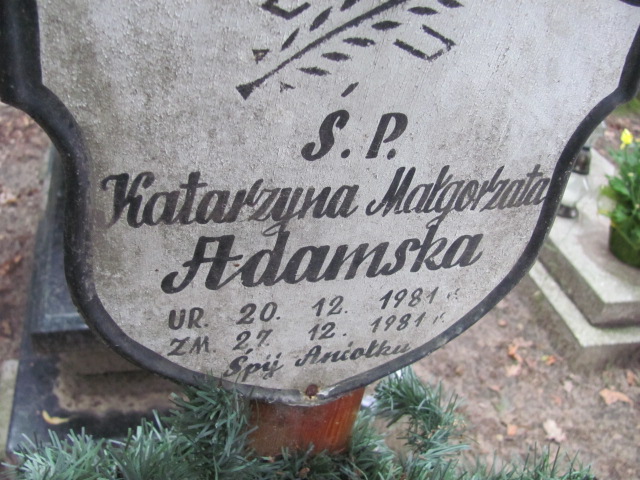 Ś. P.
Katarzyna Małgorzata
Adamska
UR. 20. 12. 1981 r.
ZM. 27. 12. 1981 r.
Śpij Aniołku